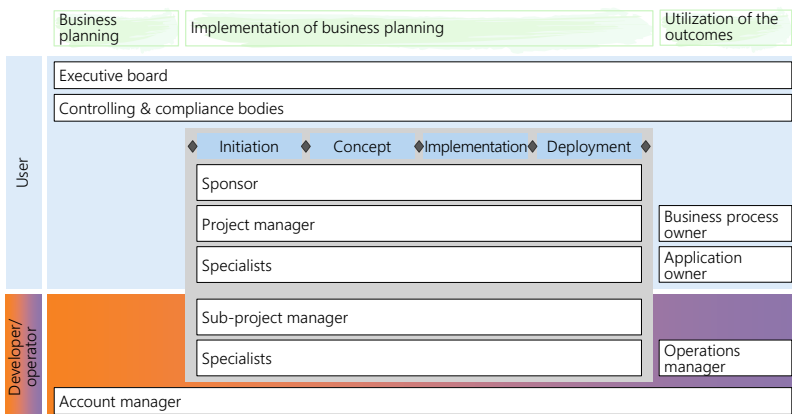 Business
planning
Implementation of business planning
Utilization of the
outcomes
User
Executive board
Controlling & compliance bodies
Initiation
Concept
Implementation
Deployment
Sponsor
Project manager
Business process
owner
Specialists
Application
owner
Developer/
operator
Sub-project manager
Specialists
Operations
manager
Account manager